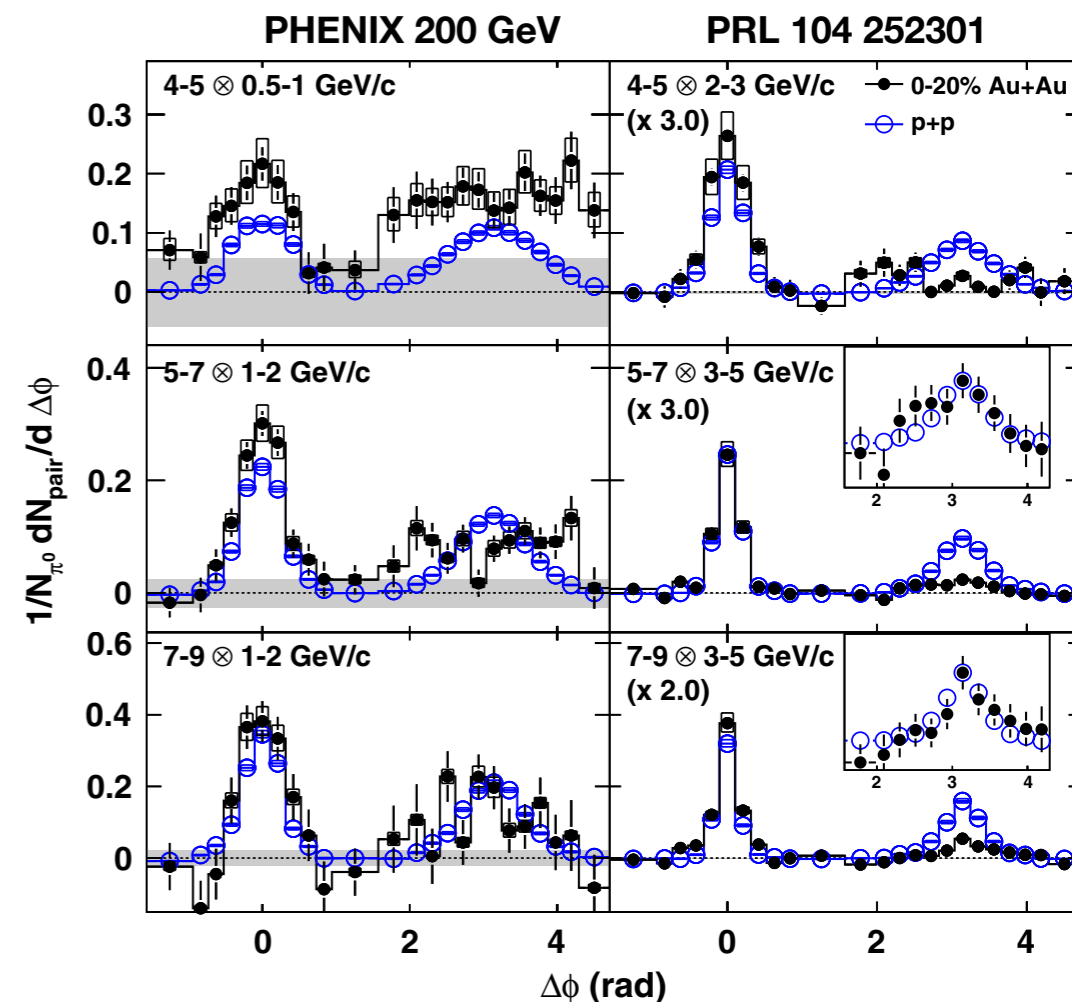 PHENIX 200 GeV
PRL 104 252301
4-5 ⊗ 0.5-1 GeV/c
4-5 ⊗ 2-3 GeV/c
(x 3.0)
0-20% Au+Au
p+p
0.3
0.2
0.1
0
5-7 ⊗ 1-2 GeV/c
5-7 ⊗ 3-5 GeV/c
(x 3.0)
2 3 4
0.4
0.2
0
7-9 ⊗ 1-2 GeV/c
7-9 ⊗ 3-5 GeV/c
(x 2.0)
2 3 4
0.6
0.4
0.2
0
0 2 4
0 2 4
1/N_π⁰ dN_pair/d Δϕ
Δϕ (rad)